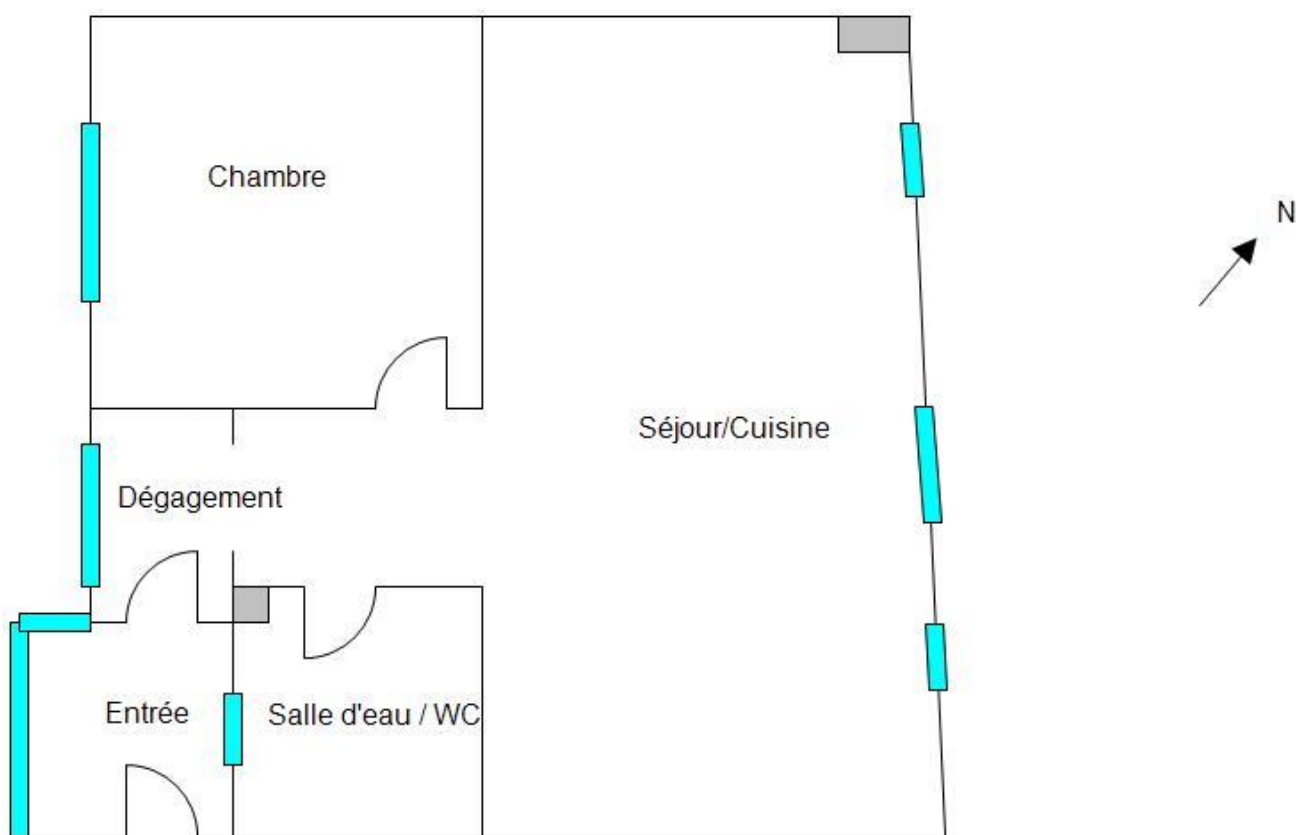 Chambre
N
Séjour/Cuisine
Dégagement
Entrée
Salle d'eau / WC